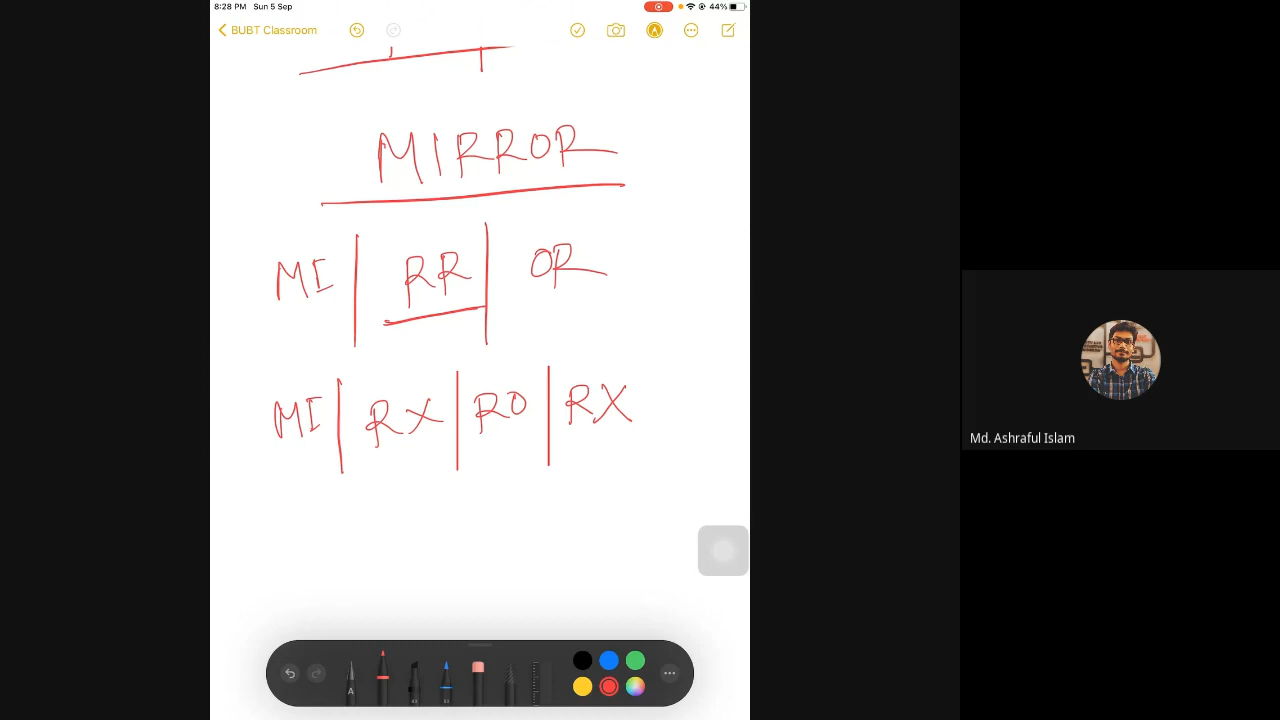 8:28 PM Sun 5 Sep 44%
BUBT Classroom
MIRROR
MI | RR | OR
MI | RX | RO | RX
Md. Ashraful Islam
A